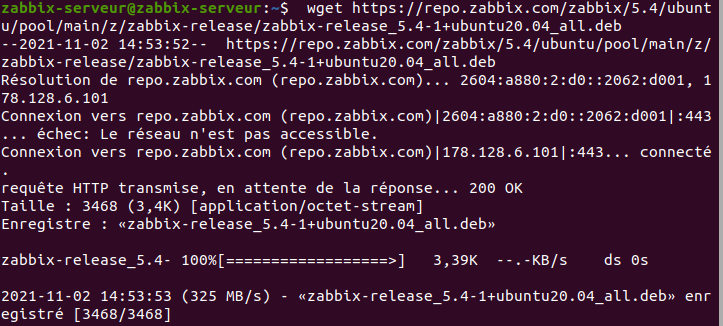 zabbix-serveur@zabbix-serveur:~$  wget https://repo.zabbix.com/zabbix/5.4/ubunt
u/pool/main/z/zabbix-release/zabbix-release_5.4-1+ubuntu20.04_all.deb
--2021-11-02 14:53:52--  https://repo.zabbix.com/zabbix/5.4/ubuntu/pool/main/z/
zabbix-release/zabbix-release_5.4-1+ubuntu20.04_all.deb
Résolution de repo.zabbix.com (repo.zabbix.com)... 2604:a880:2:d0::2062:d001, 1
78.128.6.101
Connexion vers repo.zabbix.com (repo.zabbix.com)|2604:a880:2:d0::2062:d001|:443
... échec: Le réseau n'est pas accessible.
Connexion vers repo.zabbix.com (repo.zabbix.com)|178.128.6.101|:443... connecté
.
requête HTTP transmise, en attente de la réponse... 200 OK
Taille : 3468 (3,4K) [application/octet-stream]
Enregistre : «zabbix-release_5.4-1+ubuntu20.04_all.deb»
zabbix-release_5.4- 100%[==================>]   3,39K  --.-KB/s    ds 0s
2021-11-02 14:53:53 (325 MB/s) - «zabbix-release_5.4-1+ubuntu20.04_all.deb» enr
egistré [3468/3468]